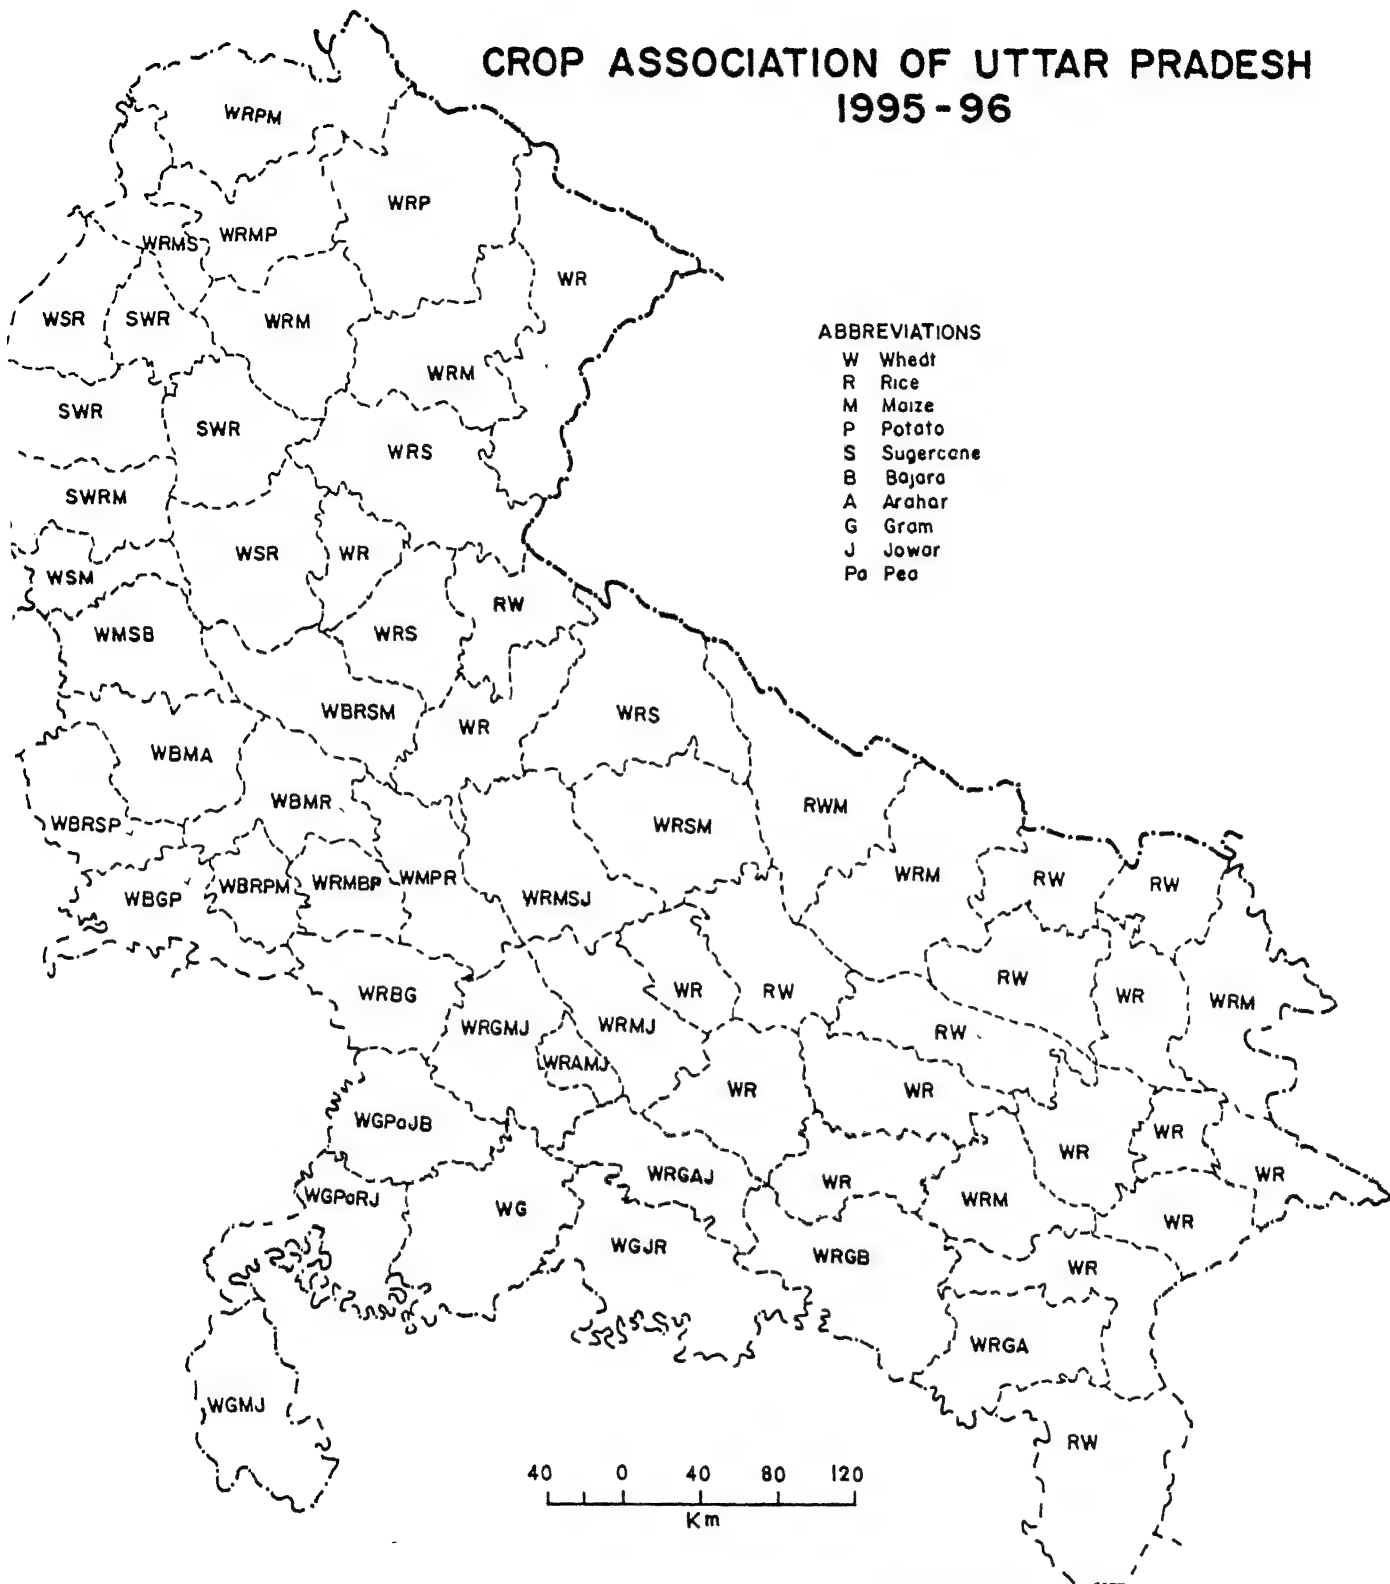 CROP ASSOCIATION OF UTTAR PRADESH
1995-96
WRPM
WRP
WRMS
WRMP
WR
WSR
SWR
WRM
WRM
SWR
SWR
WRS
SWRM
WSR
WR
WSM
RW
WMSB
WRS
WBRSM
WR
WRS
WBMA
WBMR
RWM
WBRSP
WRSM
WBGP
WBRPM
WRMBP
WMPR
WRMSJ
WRM
RW
RW
WRBG
WR
RW
RW
WR
WRM
WRGMJ
WRMJ
RW
WRAMJ
WR
WR
WGPaJB
WR
WR
WGPaRJ
WG
WRGAJ
WR
WRM
WR
WR
WGJR
WRGB
WR
WRGA
WGMJ
RW
ABBREVIATIONS
W Whedt
R Rice
M Maize
P Potato
S Sugercane
B Bajara
A Arahar
G Gram
J Jowar
Pa Pea
40 0 40 80 120
Km